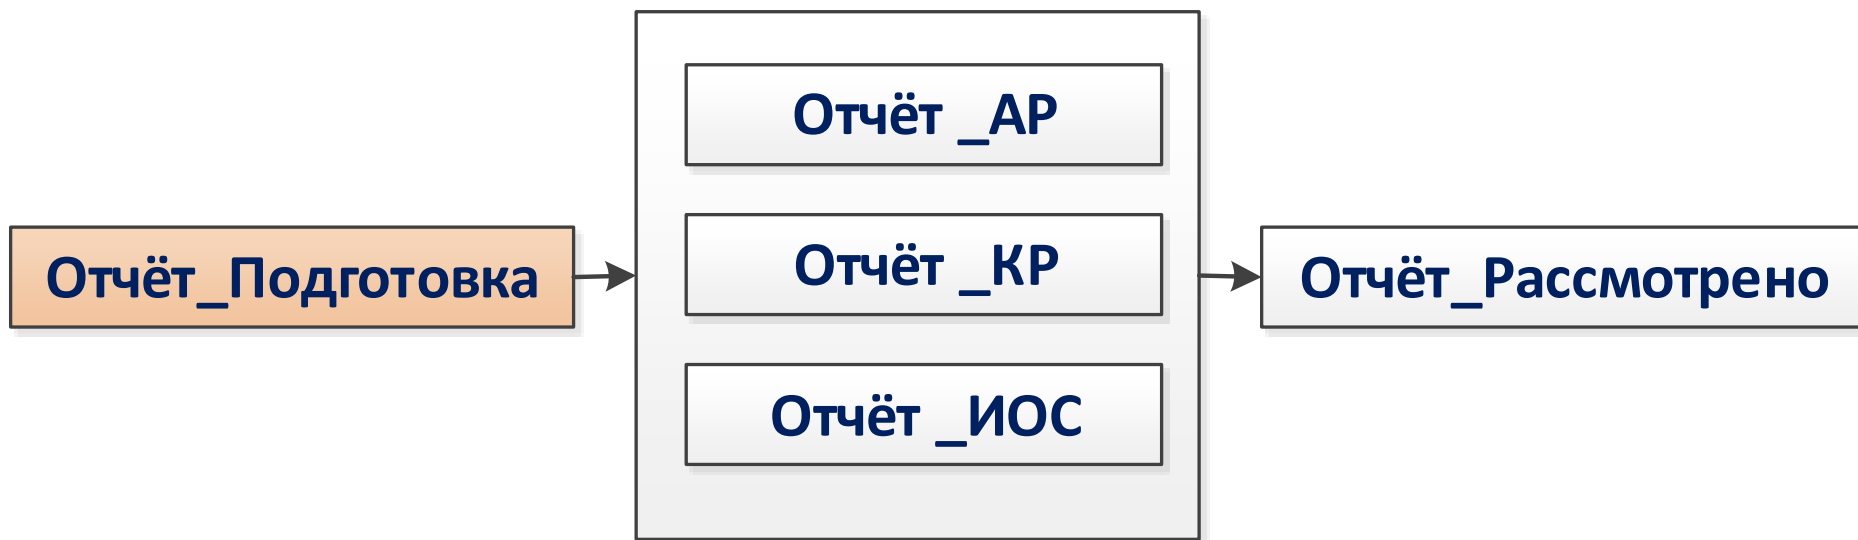 Отчёт_Подготовка
Отчёт _АР
Отчёт _КР
Отчёт _ИОС
Отчёт_Рассмотрено